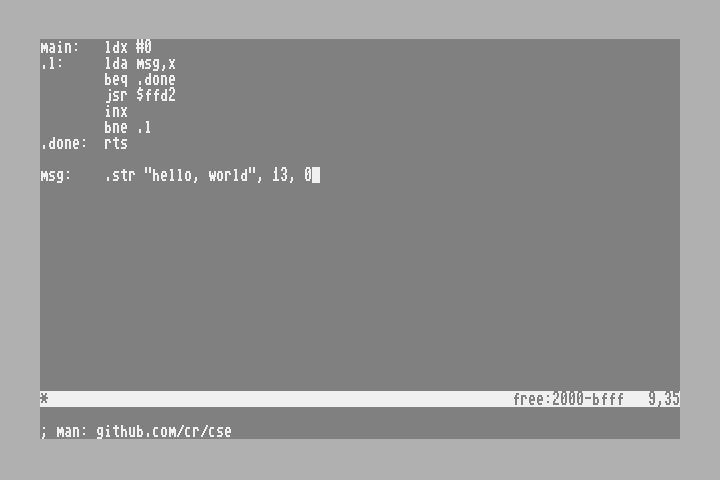 main:   ldx #0
.l:     lda msg,x
        beq .done
        jsr $ffd2
        inx
        bne .l
.done:  rts
msg:    .str "hello, world", 13, 0
*                                                          free:2000-bfff   9,35
; man: github.com/cr/cse